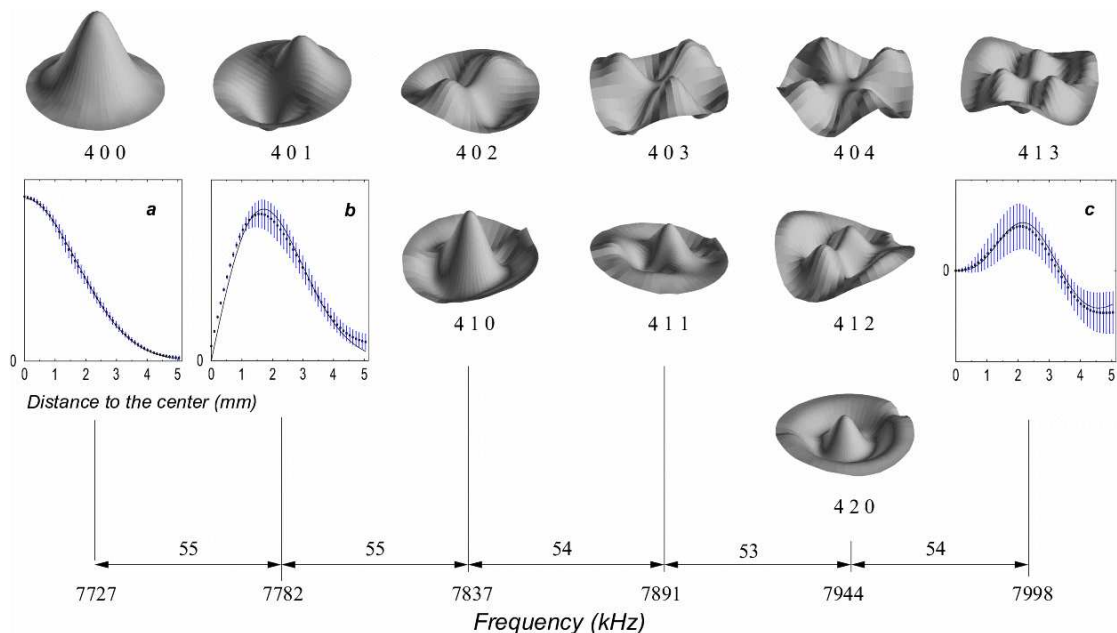 4 0 0 4 0 1 4 0 2 4 0 3 4 0 4 4 1 3
a b c
4 1 0 4 1 1 4 1 2
0 0 0
0 1 2 3 4 5 0 1 2 3 4 5 0 1 2 3 4 5
Distance to the center (mm)
4 2 0
55 55 54 53 54
7727 7782 7837 7891 7944 7998
Frequency (kHz)